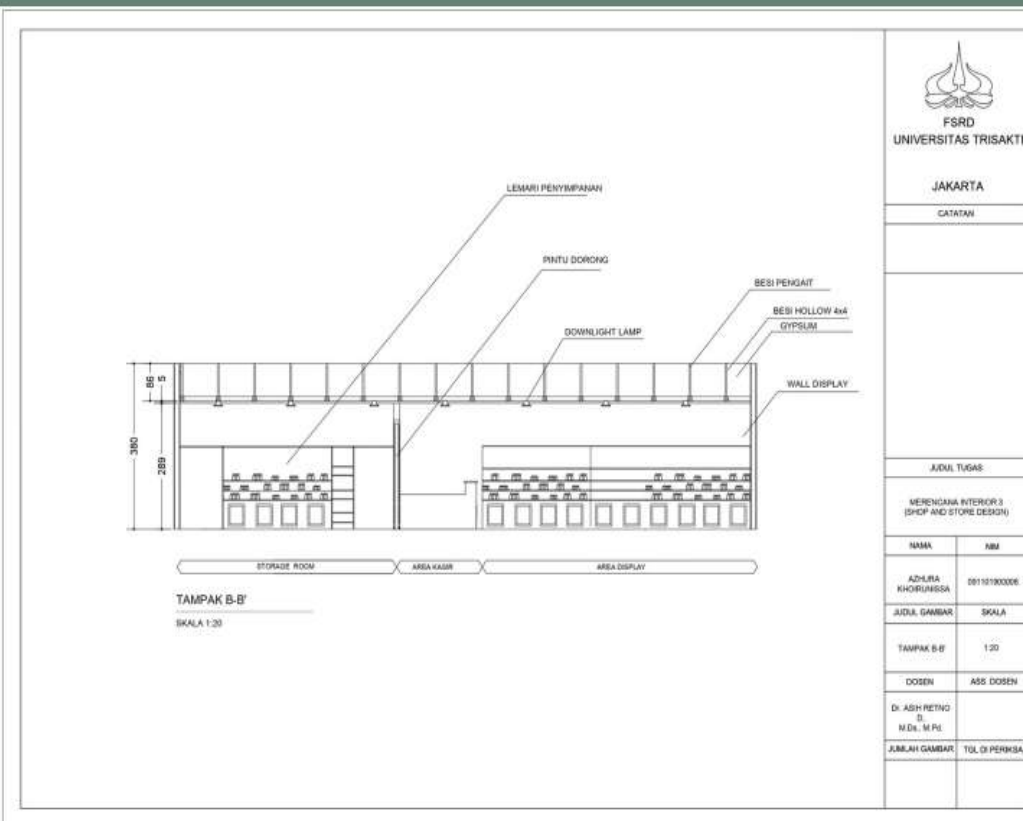 LEMARI PENYIMPANAN
PINTU DORONG
BESI PENGAIT
BESI HOLLOW 4x4
GYPSUM
DOWNLIGHT LAMP
WALL DISPLAY
86
5
380
289
STORAGE ROOM
AREA KASIR
AREA DISPLAY
TAMPAK B-B'
SKALA 1:20
FSRD
UNIVERSITAS TRISAKTI
JAKARTA
CATATAN
JUDUL TUGAS
MERENCANA INTERIOR 3
(SHOP AND STORE DESIGN)
NAMA NIM
AZHURA
KHOIRUNISSA
JUDUL GAMBAR SKALA
TAMPAK B-B' 1:20
DOSEN ASS. DOSEN
Dr. ASIH RETNO
D.
M.Ds., M.Pd.
JUMLAH GAMBAR TGL DI PERIKSA